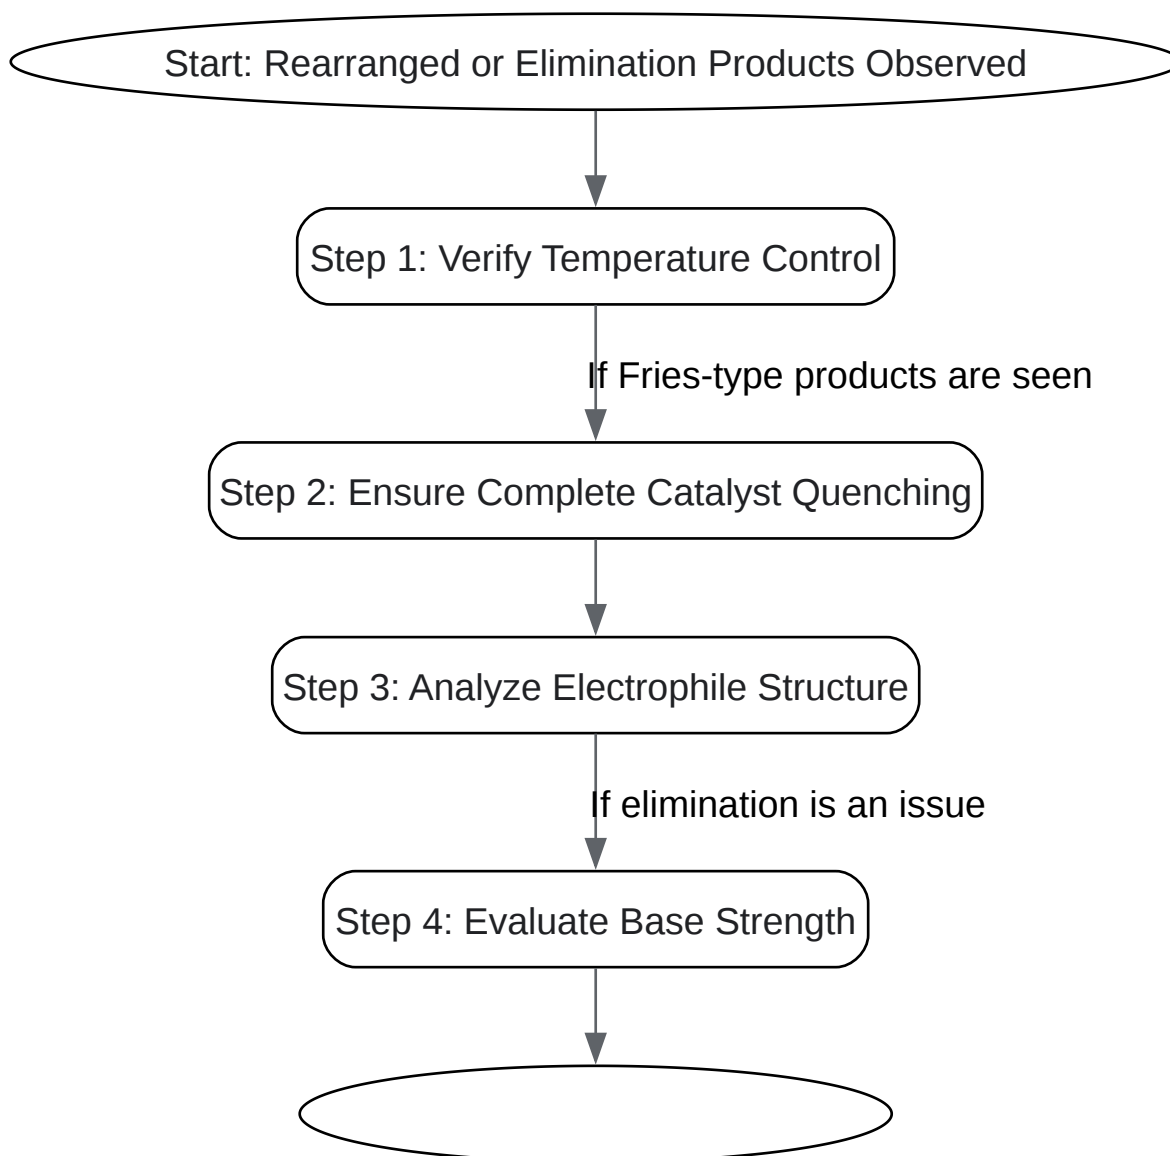 Start: Rearranged or Elimination Products Observed
Step 1: Verify Temperature Control
If Fries-type products are seen
Step 2: Ensure Complete Catalyst Quenching
Step 3: Analyze Electrophile Structure
If elimination is an issue
Step 4: Evaluate Base Strength